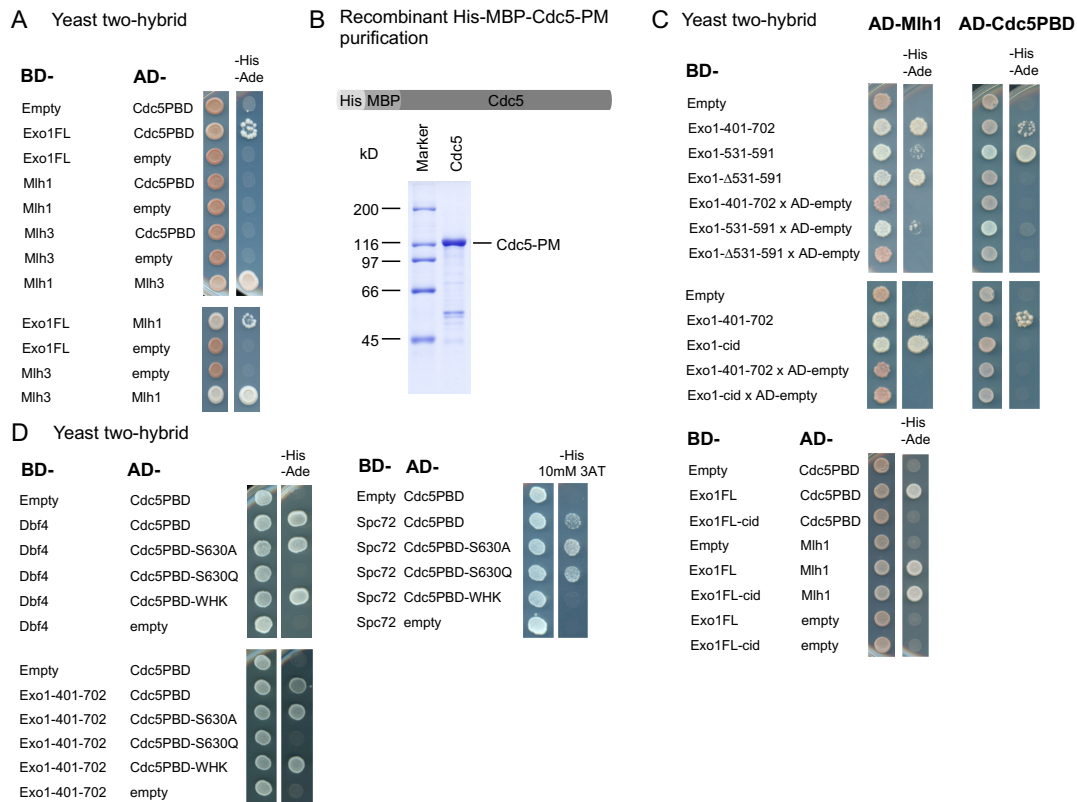 A Yeast two-hybrid
BD- AD- -His
-Ade
Empty Cdc5PBD
Exo1FL Cdc5PBD
Exo1FL empty
Mlh1 Cdc5PBD
Mlh1 empty
Mlh3 Cdc5PBD
Mlh3 empty
Mlh1 Mlh3
Exo1FL Mlh1
Exo1FL empty
Mlh3 empty
Mlh3 Mlh1
B Recombinant His-MBP-Cdc5-PM
purification
His MBP Cdc5
kD Marker Cdc5
200
116 Cdc5-PM
97
66
45
C Yeast two-hybrid AD-Mlh1 AD-Cdc5PBD
BD- -His
-Ade -His
-Ade
Empty
Exo1-401-702
Exo1-531-591
Exo1-Δ531-591
Exo1-401-702 x AD-empty
Exo1-531-591 x AD-empty
Exo1-Δ531-591 x AD-empty
Empty
Exo1-401-702
Exo1-cid
Exo1-401-702 x AD-empty
Exo1-cid x AD-empty
BD- AD- -His
-Ade
Empty Cdc5PBD
Exo1FL Cdc5PBD
Exo1FL-cid Cdc5PBD
Empty Mlh1
Exo1FL Mlh1
Exo1FL-cid Mlh1
Exo1FL empty
Exo1FL-cid empty
D Yeast two-hybrid
BD- AD- -His
-Ade
Empty Cdc5PBD
Dbf4 Cdc5PBD
Dbf4 Cdc5PBD-S630A
Dbf4 Cdc5PBD-S630Q
Dbf4 Cdc5PBD-WHK
Dbf4 empty
Empty Cdc5PBD
Exo1-401-702 Cdc5PBD
Exo1-401-702 Cdc5PBD-S630A
Exo1-401-702 Cdc5PBD-S630Q
Exo1-401-702 Cdc5PBD-WHK
Exo1-401-702 empty
BD- AD- -His
10mM 3AT
Empty Cdc5PBD
Spc72 Cdc5PBD
Spc72 Cdc5PBD-S630A
Spc72 Cdc5PBD-S630Q
Spc72 Cdc5PBD-WHK
Spc72 empty